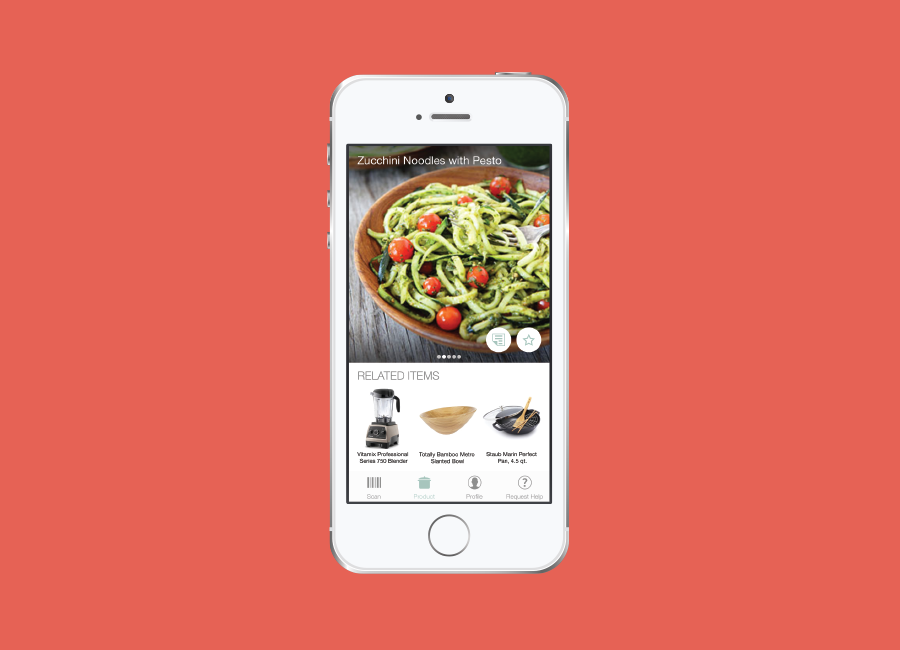 Zucchini Noodles with Pesto
RELATED ITEMS
Vitamix Professional
Series 750 Blender
Totally Bamboo Metro
Slanted Bowl
Staub Marin Perfect
Pan, 4.5 qt.
Scan
Product
Profile
Request Help